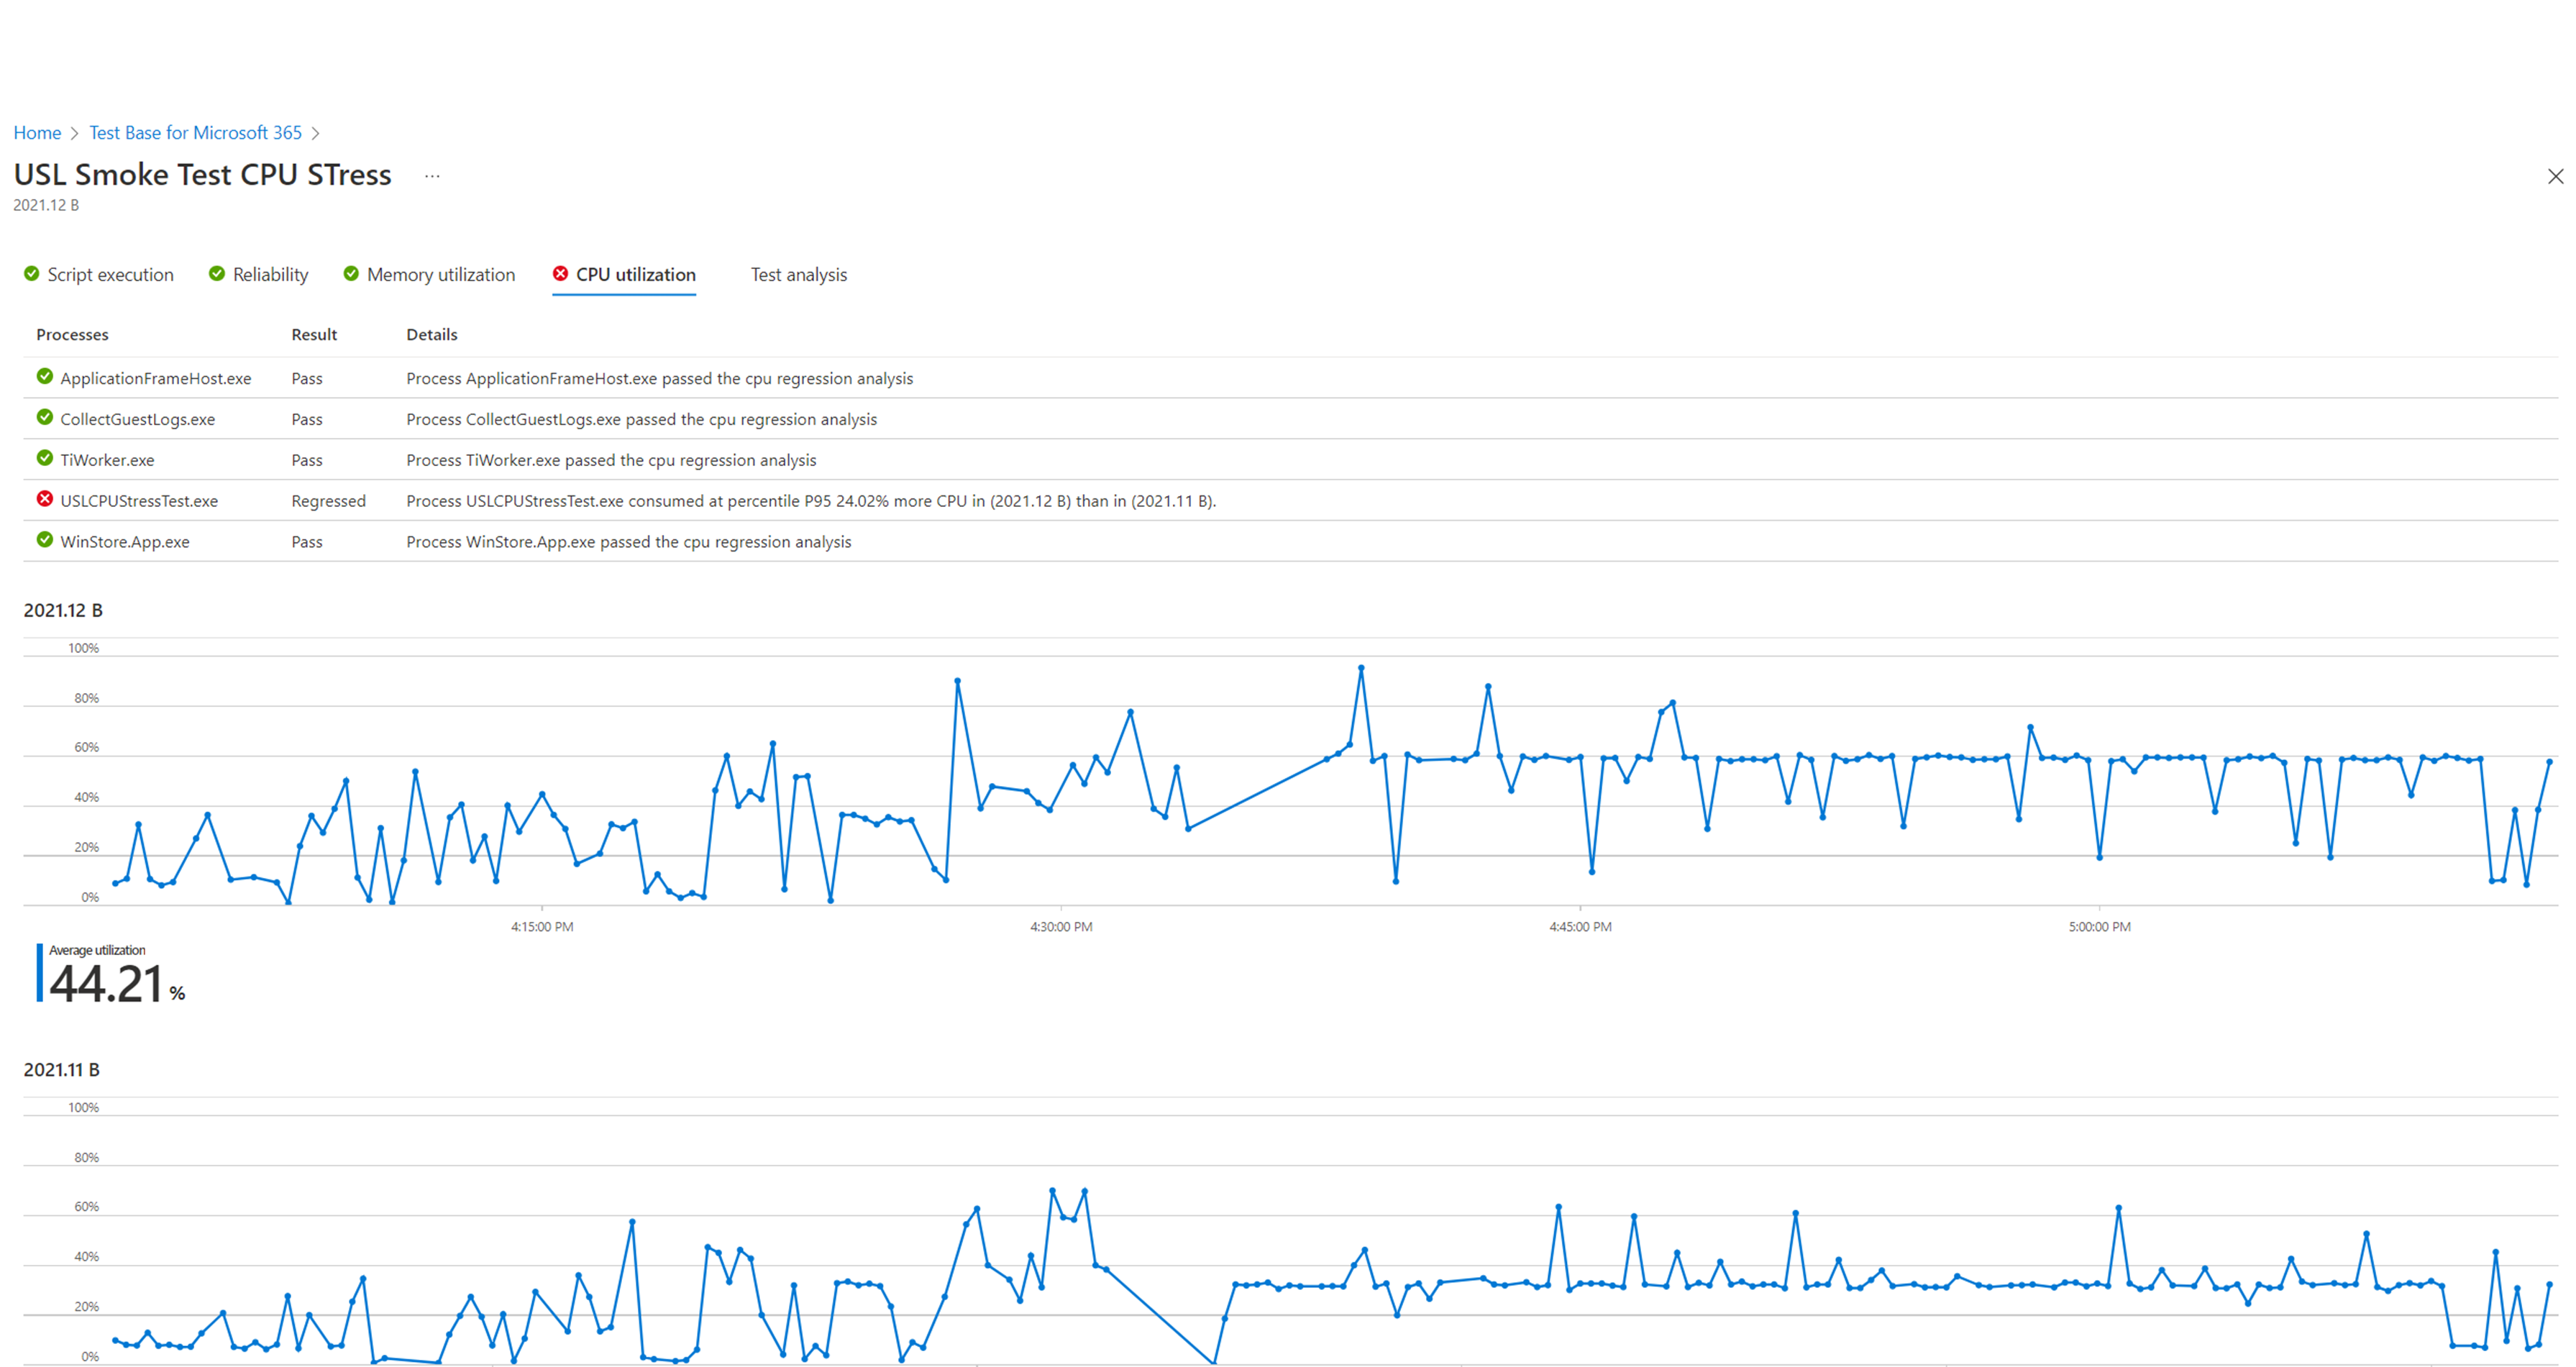 Home > Test Base for Microsoft 365 >
USL Smoke Test CPU STress ...
2021.12 B
Script execution Reliability Memory utilization CPU utilization Test analysis
Processes Result Details
ApplicationFrameHost.exe Pass Process ApplicationFrameHost.exe passed the cpu regression analysis
CollectGuestLogs.exe Pass Process CollectGuestLogs.exe passed the cpu regression analysis
TiWorker.exe Pass Process TiWorker.exe passed the cpu regression analysis
USLCPUStressTest.exe Regressed Process USLCPUStressTest.exe consumed at percentile P95 24.02% more CPU in (2021.12 B) than in (2021.11 B).
WinStore.App.exe Pass Process WinStore.App.exe passed the cpu regression analysis
2021.12 B
100%
80%
60%
40%
20%
0%
4:15:00 PM 4:30:00 PM 4:45:00 PM 5:00:00 PM
Average utilization
44.21 %
2021.11 B
100%
80%
60%
40%
20%
0%